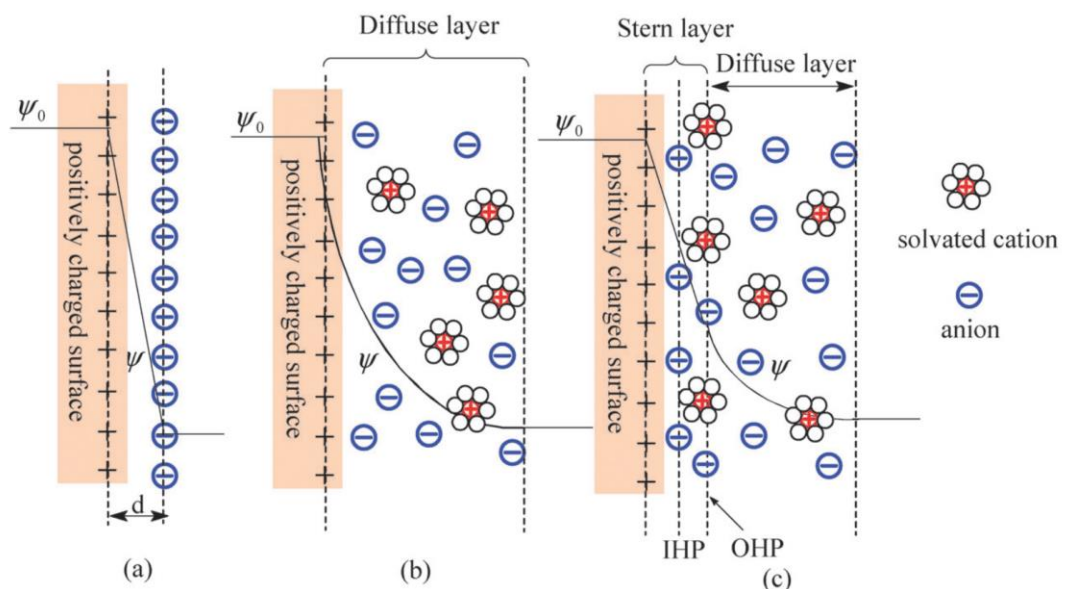 Diffuse layer
Stern layer
Diffuse layer
ψ₀
positively charged surface
ψ
d
(a)
ψ₀
positively charged surface
ψ
(b)
ψ₀
positively charged surface
ψ
IHP
OHP
(c)
solvated cation
anion